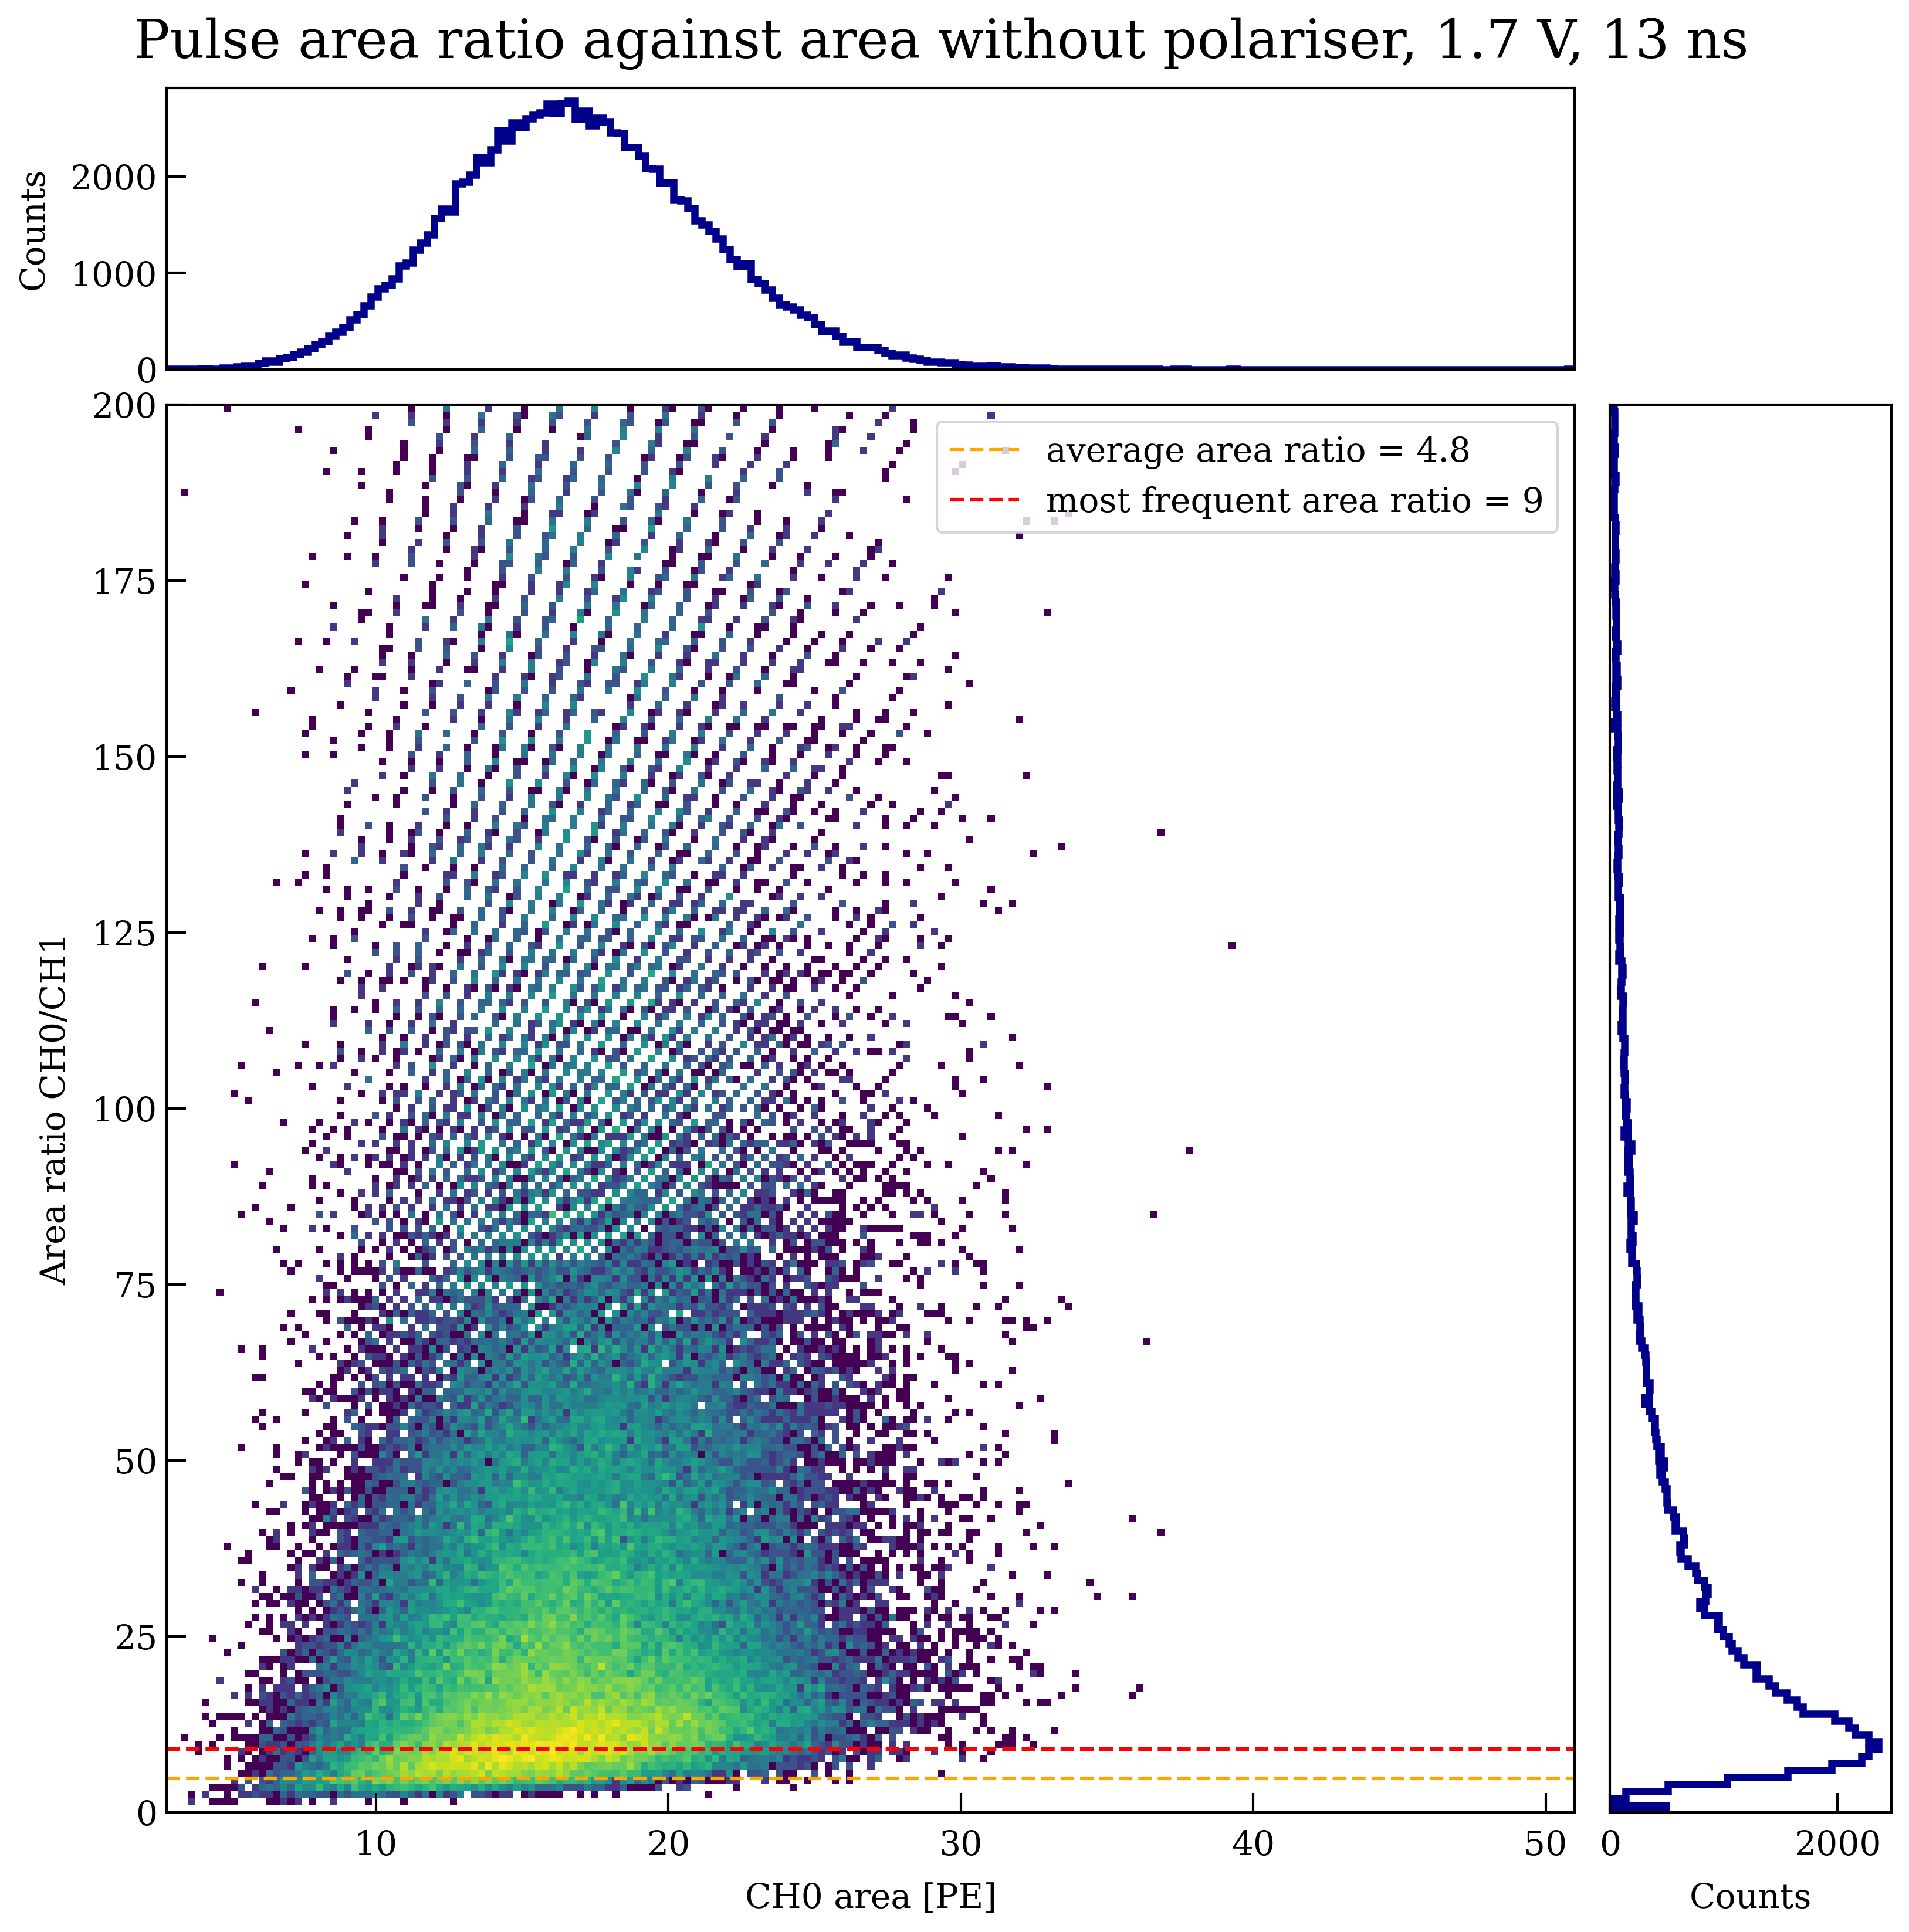 Pulse area ratio against area without polariser, 1.7 V, 13 ns
Counts
2000
1000
0
200
175
150
125
100
75
50
25
0
Area ratio CH0/CH1
average area ratio = 4.8
most frequent area ratio = 9
10
20
30
40
50
CH0 area [PE]
0
2000
Counts